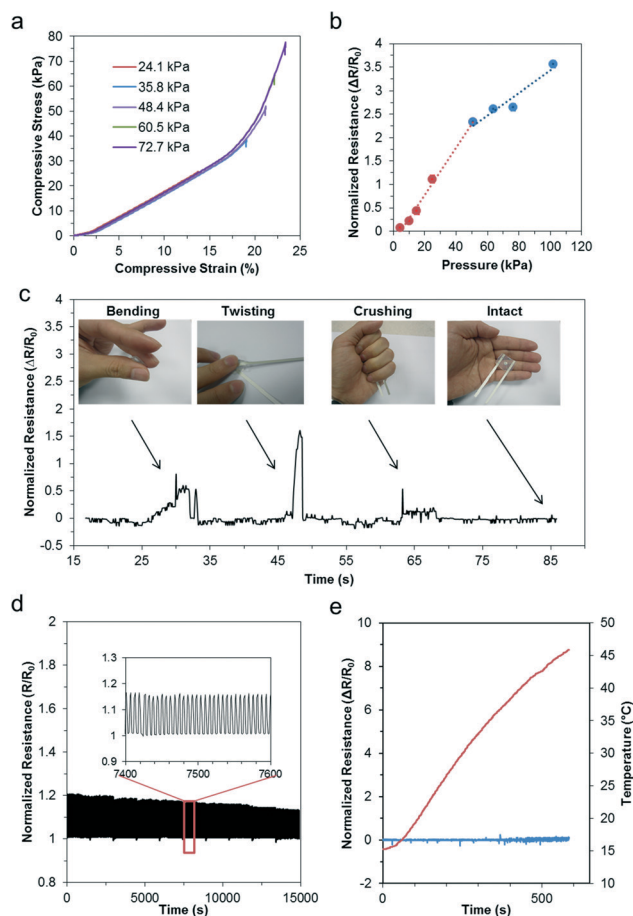 a
Compressive Stress (kPa)
80
70
60
50
40
30
20
10
0
24.1 kPa
35.8 kPa
48.4 kPa
60.5 kPa
72.7 kPa
0 5 10 15 20 25
Compressive Strain (%)
b
Normalized Resistance (ΔR/R₀)
4
3.5
3
2.5
2
1.5
1
0.5
0
0 20 40 60 80 100 120
Pressure (kPa)
c
Normalized Resistance (ΔR/R₀)
4
3.5
3
2.5
2
1.5
1
0.5
0
-0.5
Bending Twisting Crushing Intact
15 25 35 45 55 65 75 85
Time (s)
d
Normalized Resistance (R/R₀)
2
1.8
1.6
1.4
1.2
1
0.8
1.3
1.2
1.1
1
0.9
7400 7500 7600
0 5000 10000 15000
Time (s)
e
Normalized Resistance (ΔR/R₀)
10
8
6
4
2
0
-2
50
45
40
35
30
25
20
15
10
Temperature (°C)
0 500
Time (s)